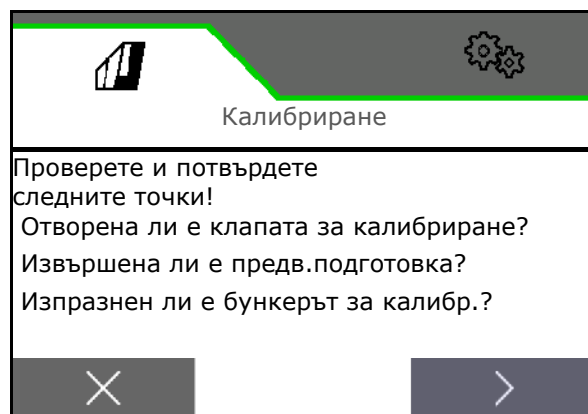 Калибриране
Проверете и потвърдете
следните точки!
Отворена ли е клапата за калибриране?
Извършена ли е предв.подготовка?
Изпразнен ли е бункерът за калибр.?